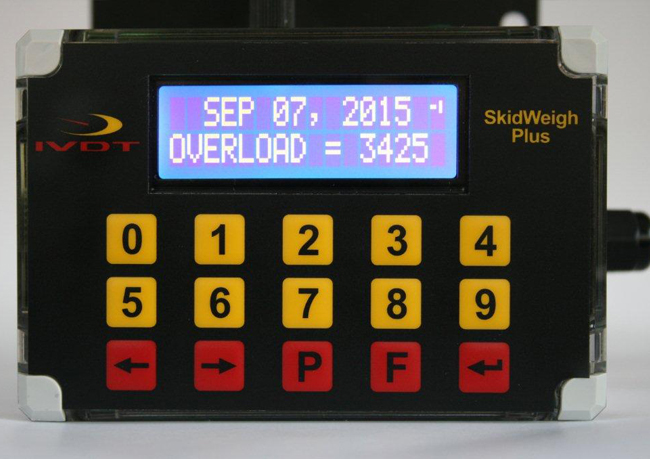 SEP 07, 2015
OVERLOAD = 3425
IVDT
SkidWeigh
Plus
0 1 2 3 4
5 6 7 8 9
← → P F ↵